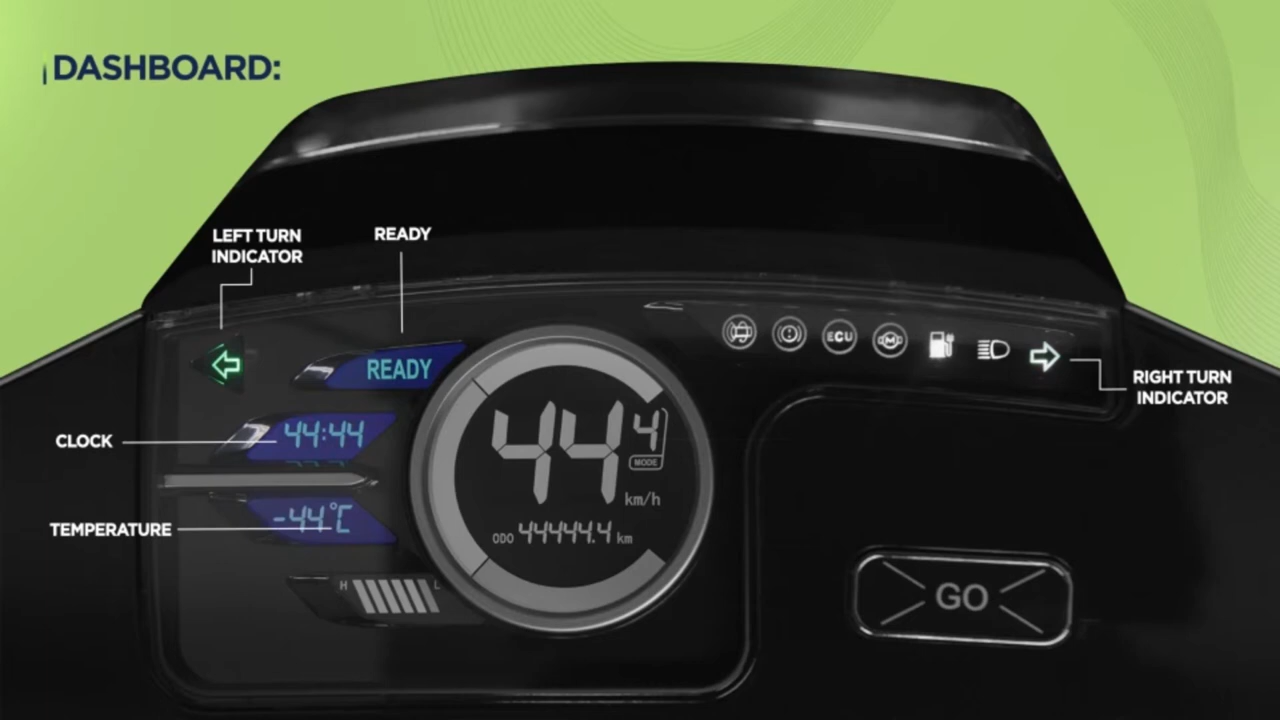 DASHBOARD:
LEFT TURN
INDICATOR
READY
READY
ECU
M
RIGHT TURN
INDICATOR
CLOCK
44:44
44
4
MODE
km/h
TEMPERATURE
-44°C
ODO 44444.4 km
H
L
GO